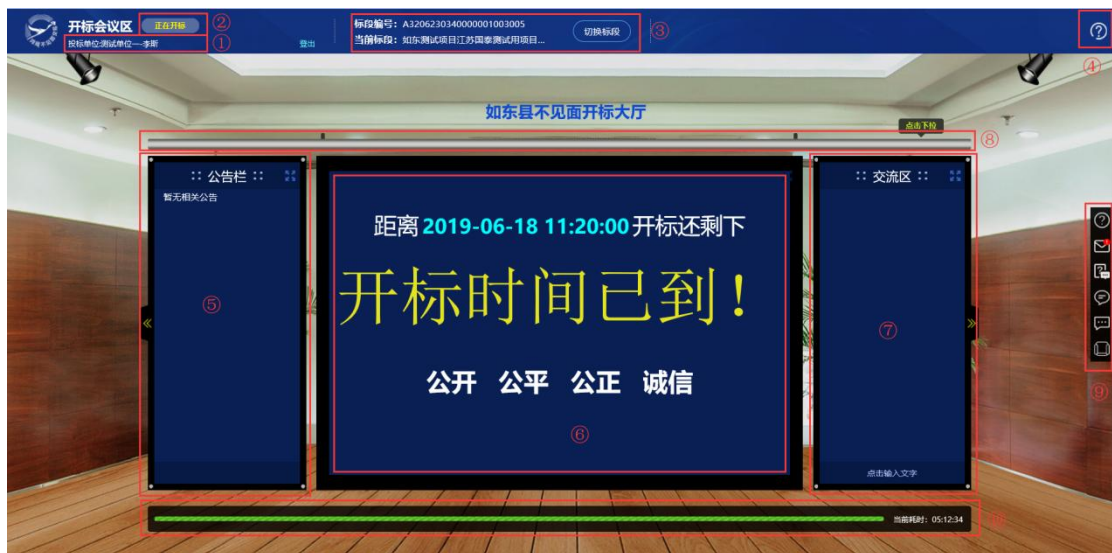 开标会议区 正在开标 ②
投标单位:测试单位一-李斯 ① 登出
标段编号：A3206230340000001003005
当前标段：如东测试项目江苏国泰测试用项目...
切换标段 ③
④
如东县不见面开标大厅
点击下拉
⑧
:: 公告栏 ::
暂无相关公告
⑤
距离 2019-06-18 11:20:00 开标还剩下
开标时间已到！
公开 公平 公正 诚信
⑥
:: 交流区 ::
⑦
点击输入文字
⑨
当前耗时：05:12:34